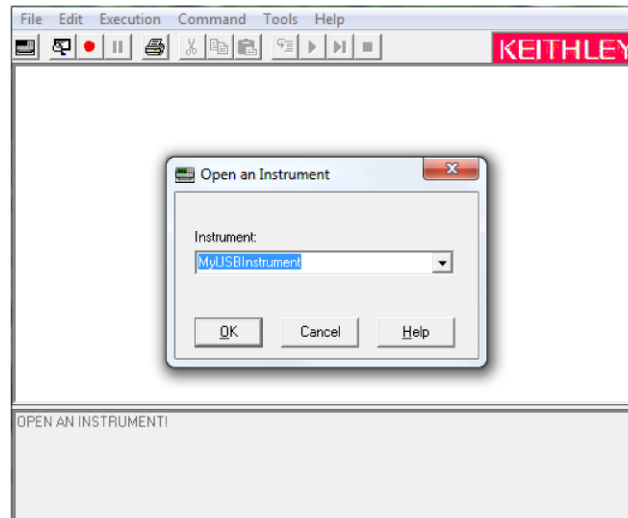 File Edit Execution Command Tools Help
KEITHLEY
Open an Instrument
Instrument:
MyUSBInstrument
OK Cancel Help
OPEN AN INSTRUMENT!